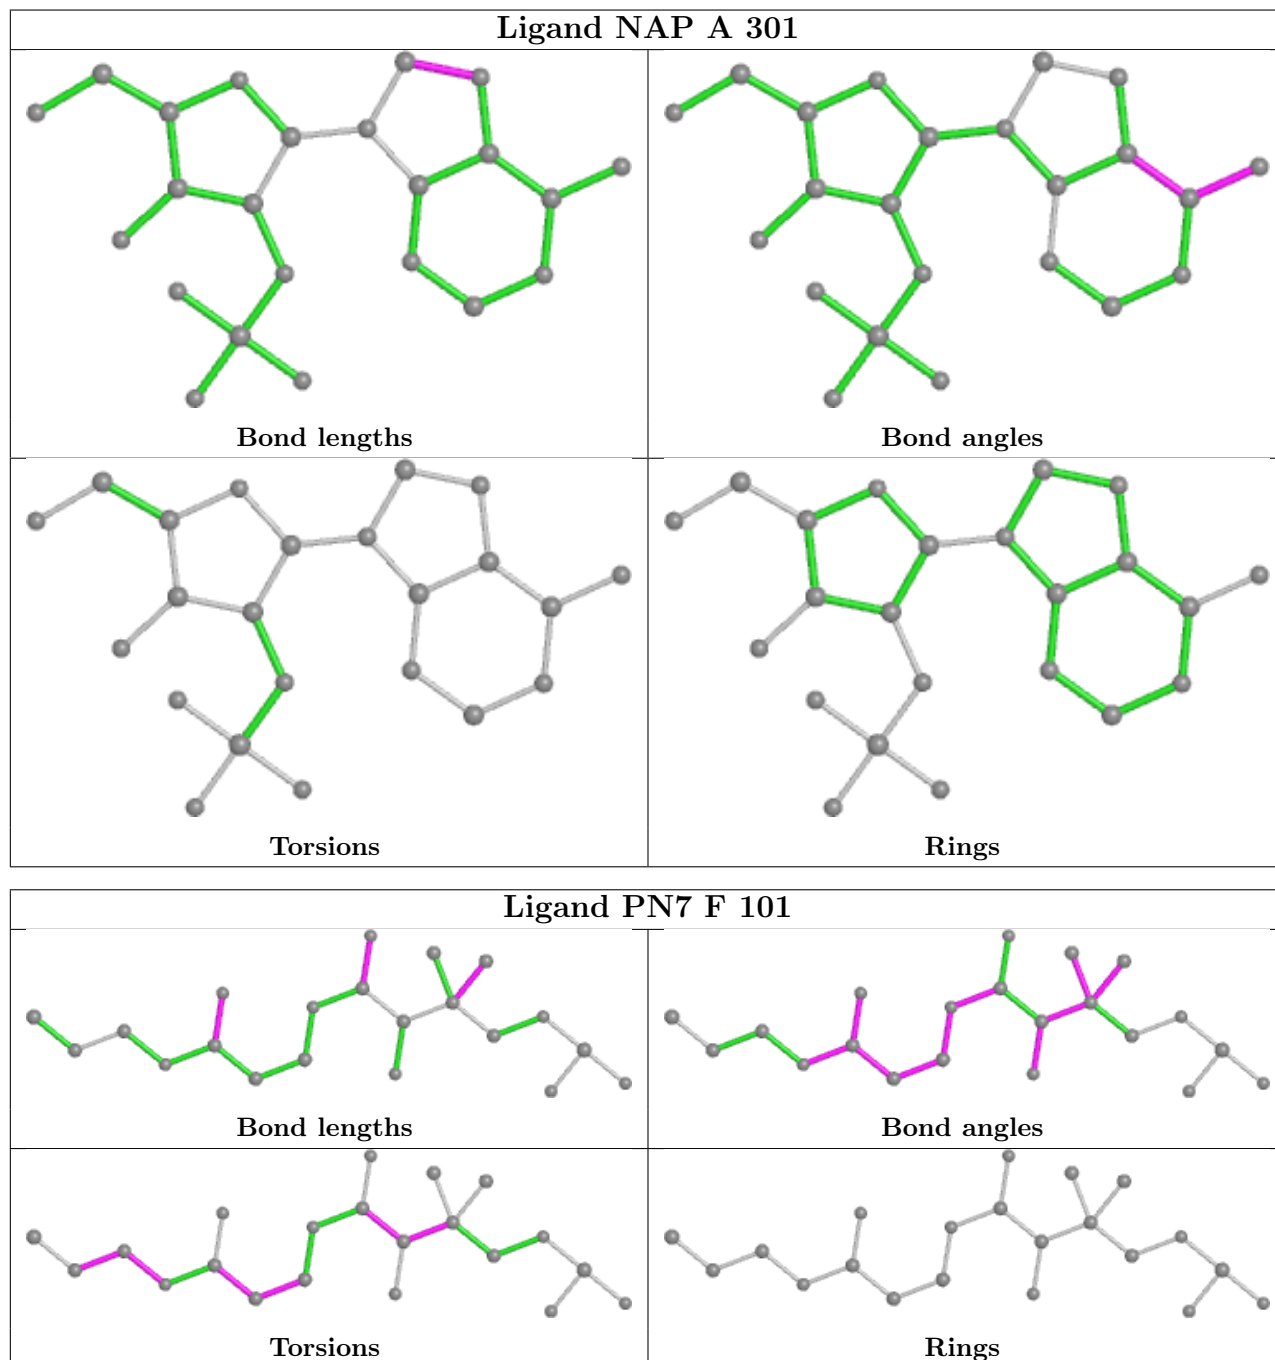 Ligand NAP A 301
Bond lengths
Bond angles
Torsions
Rings
Ligand PN7 F 101
Bond lengths
Bond angles
Torsions
Rings